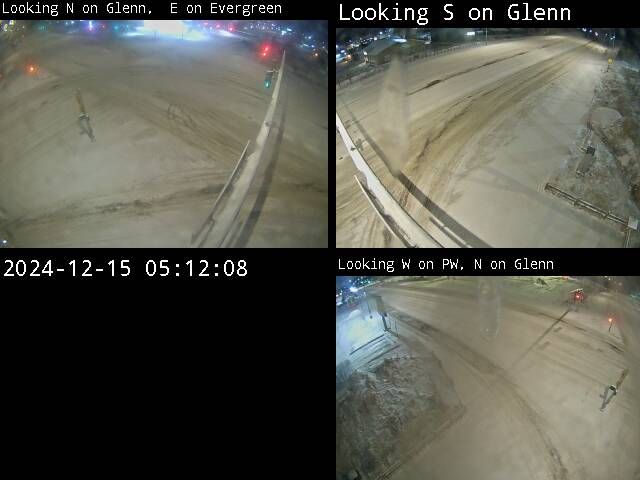 Looking N on Glenn,  E on Evergreen
Looking S on Glenn
2024-12-15 05:12:08
Looking W on PW, N on Glenn